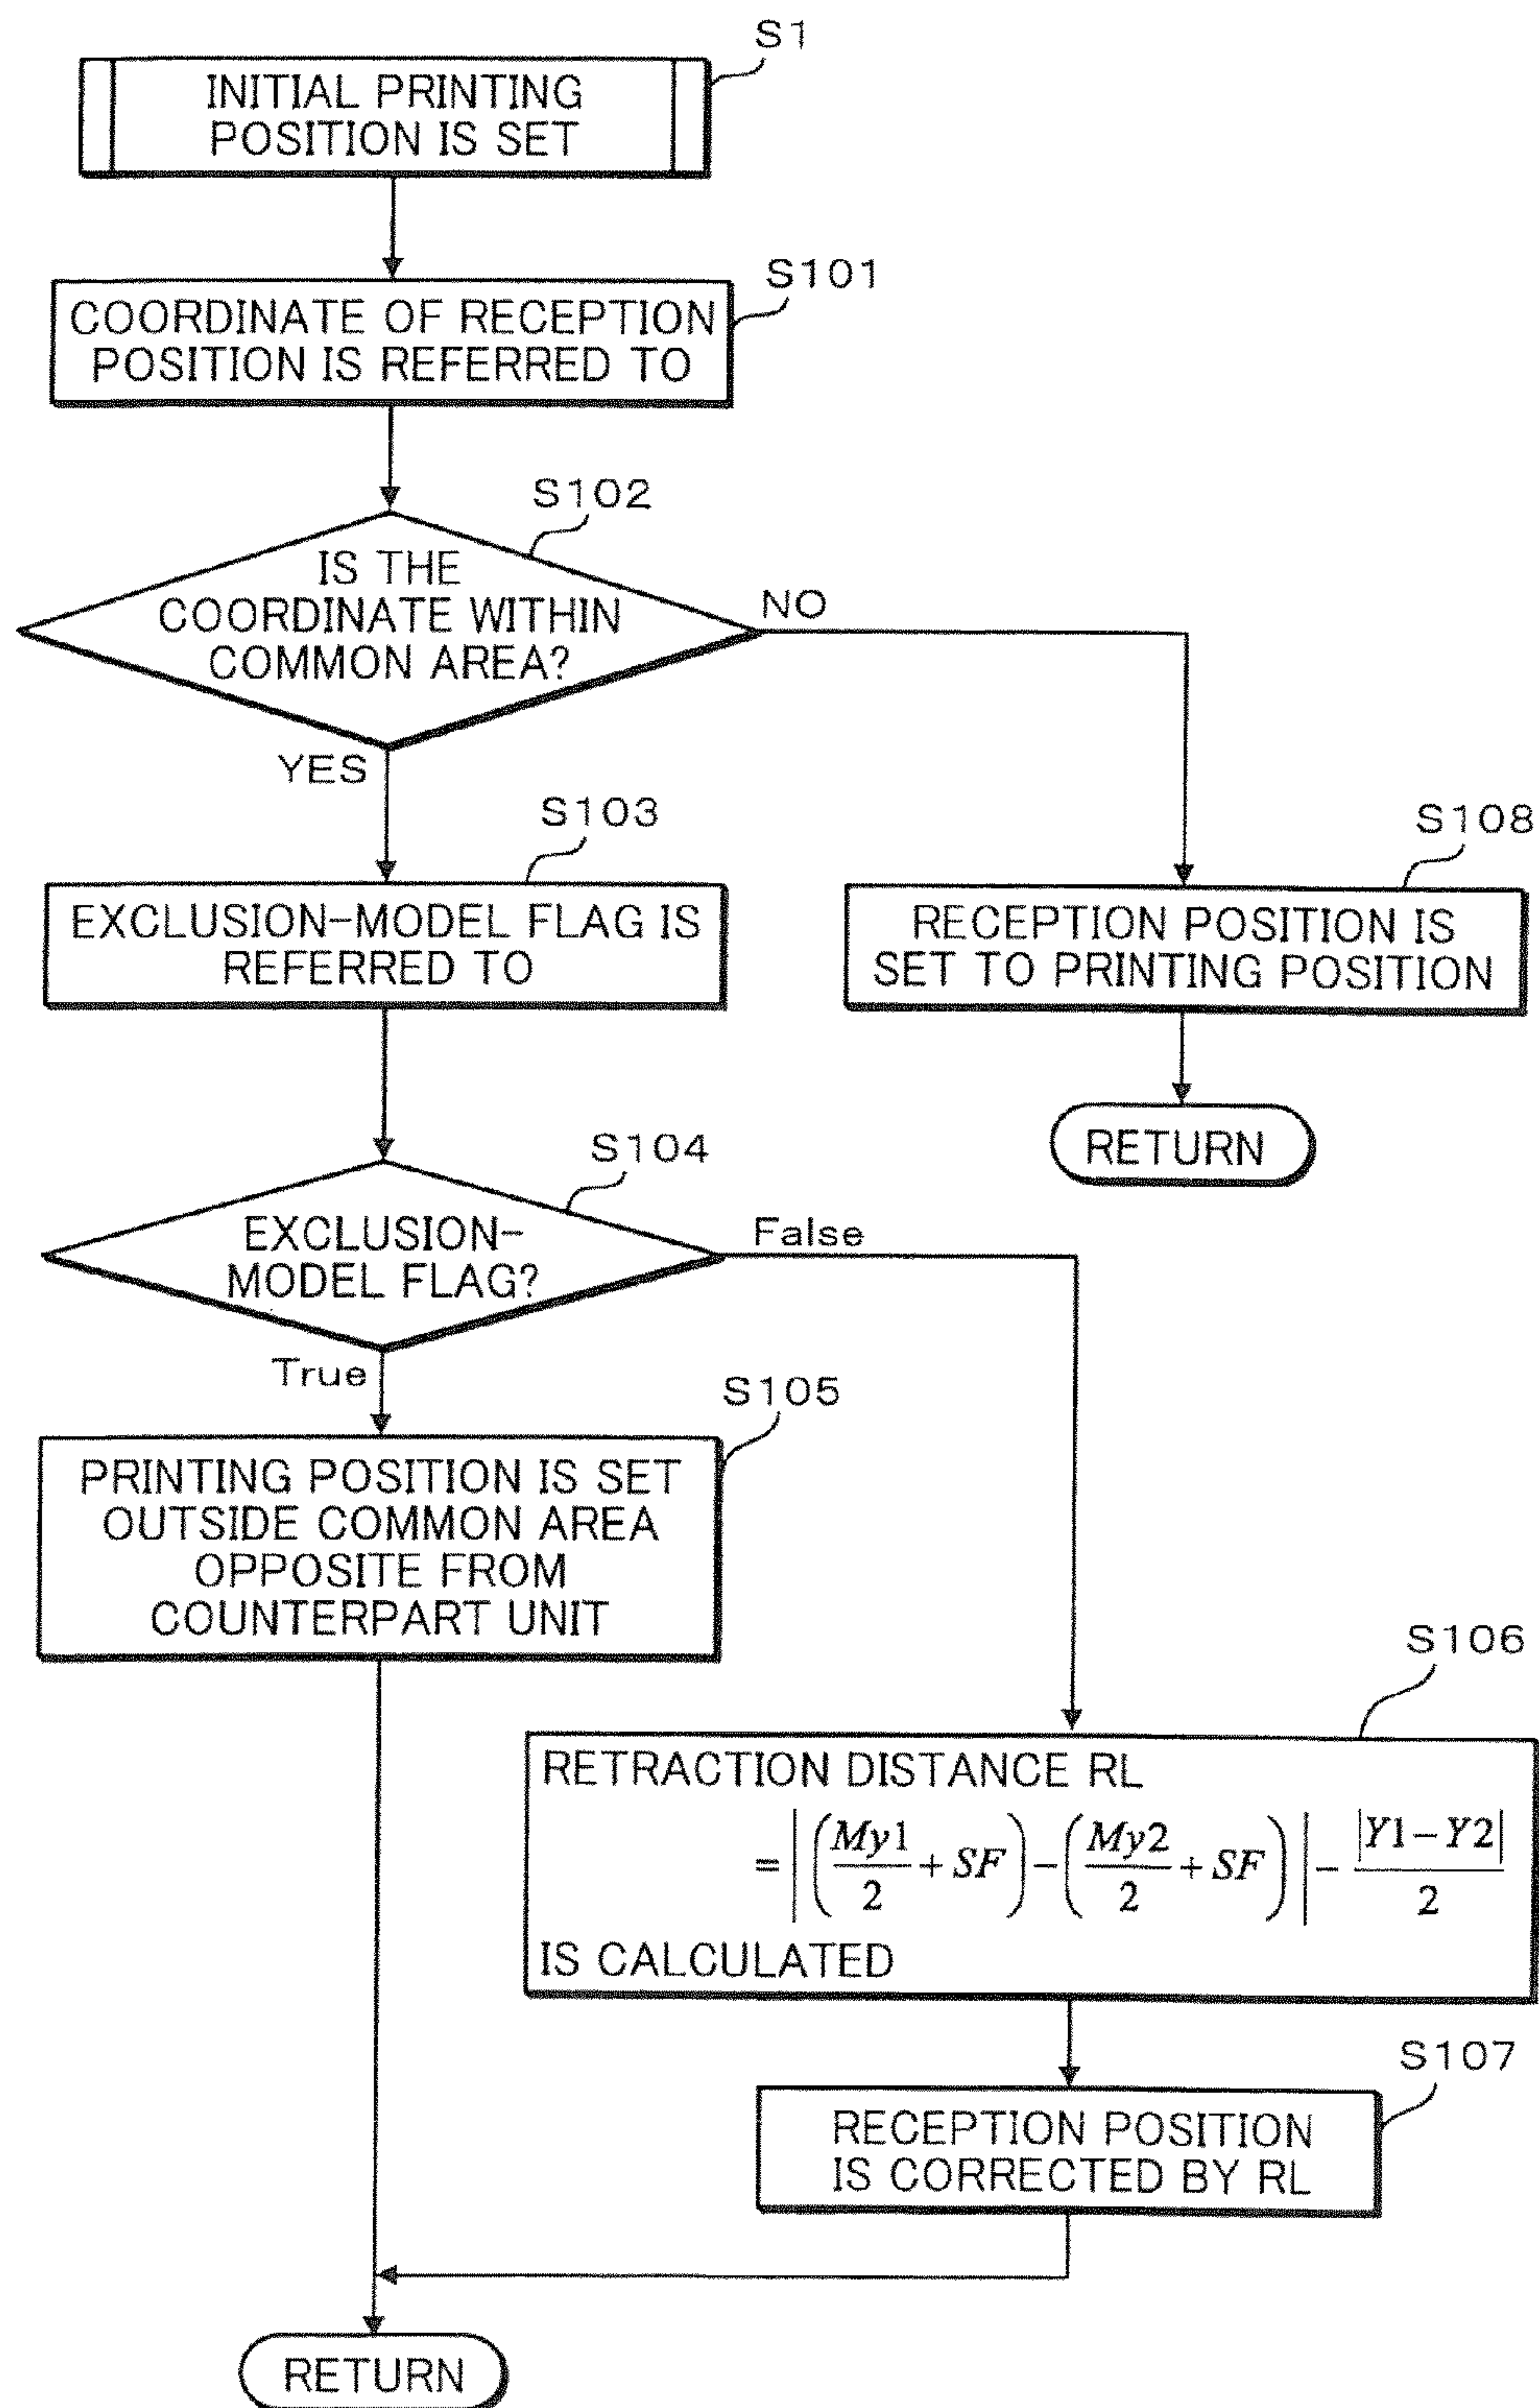 S1
INITIAL PRINTING
POSITION IS SET
S101
COORDINATE OF RECEPTION
POSITION IS REFERRED TO
S102
IS THE
COORDINATE WITHIN
COMMON AREA?
NO
YES
S103
EXCLUSION-MODEL FLAG IS
REFERRED TO
S108
RECEPTION POSITION IS
SET TO PRINTING POSITION
RETURN
S104
EXCLUSION-
MODEL FLAG?
False
True
S105
PRINTING POSITION IS SET
OUTSIDE COMMON AREA
OPPOSITE FROM
COUNTERPART UNIT
S106
RETRACTION DISTANCE RL
= | (My1/2 + SF) - (My2/2 + SF) | - |Y1-Y2|/2
IS CALCULATED
S107
RECEPTION POSITION
IS CORRECTED BY RL
RETURN